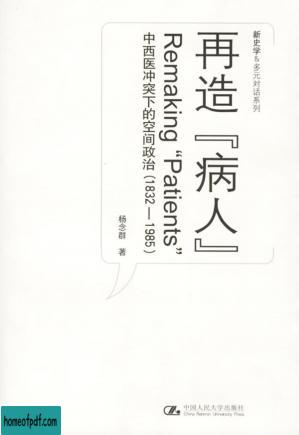 新史学&多元对话系列
再造『病人』
Remaking “Patients”
中西医冲突下的空间政治(1832—1985)
杨念群 著
中国人民大学出版社
China Renmin University Press
homeofpdf.com